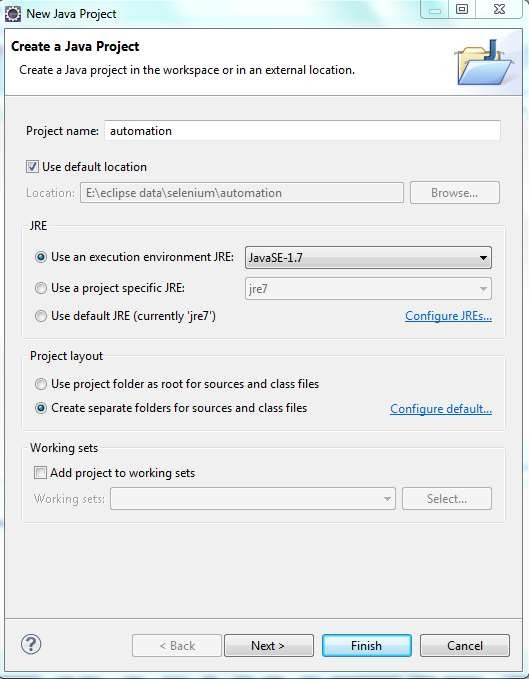 New Java Project
Create a Java Project
Create a Java project in the workspace or in an external location.
Project name: automation
Use default location
Location: E:\eclipse data\selenium\automation Browse...
JRE
Use an execution environment JRE: JavaSE-1.7
Use a project specific JRE: jre7
Use default JRE (currently 'jre7') Configure JREs...
Project layout
Use project folder as root for sources and class files
Create separate folders for sources and class files Configure default...
Working sets
Add project to working sets
Working sets: Select...
? < Back Next > Finish Cancel